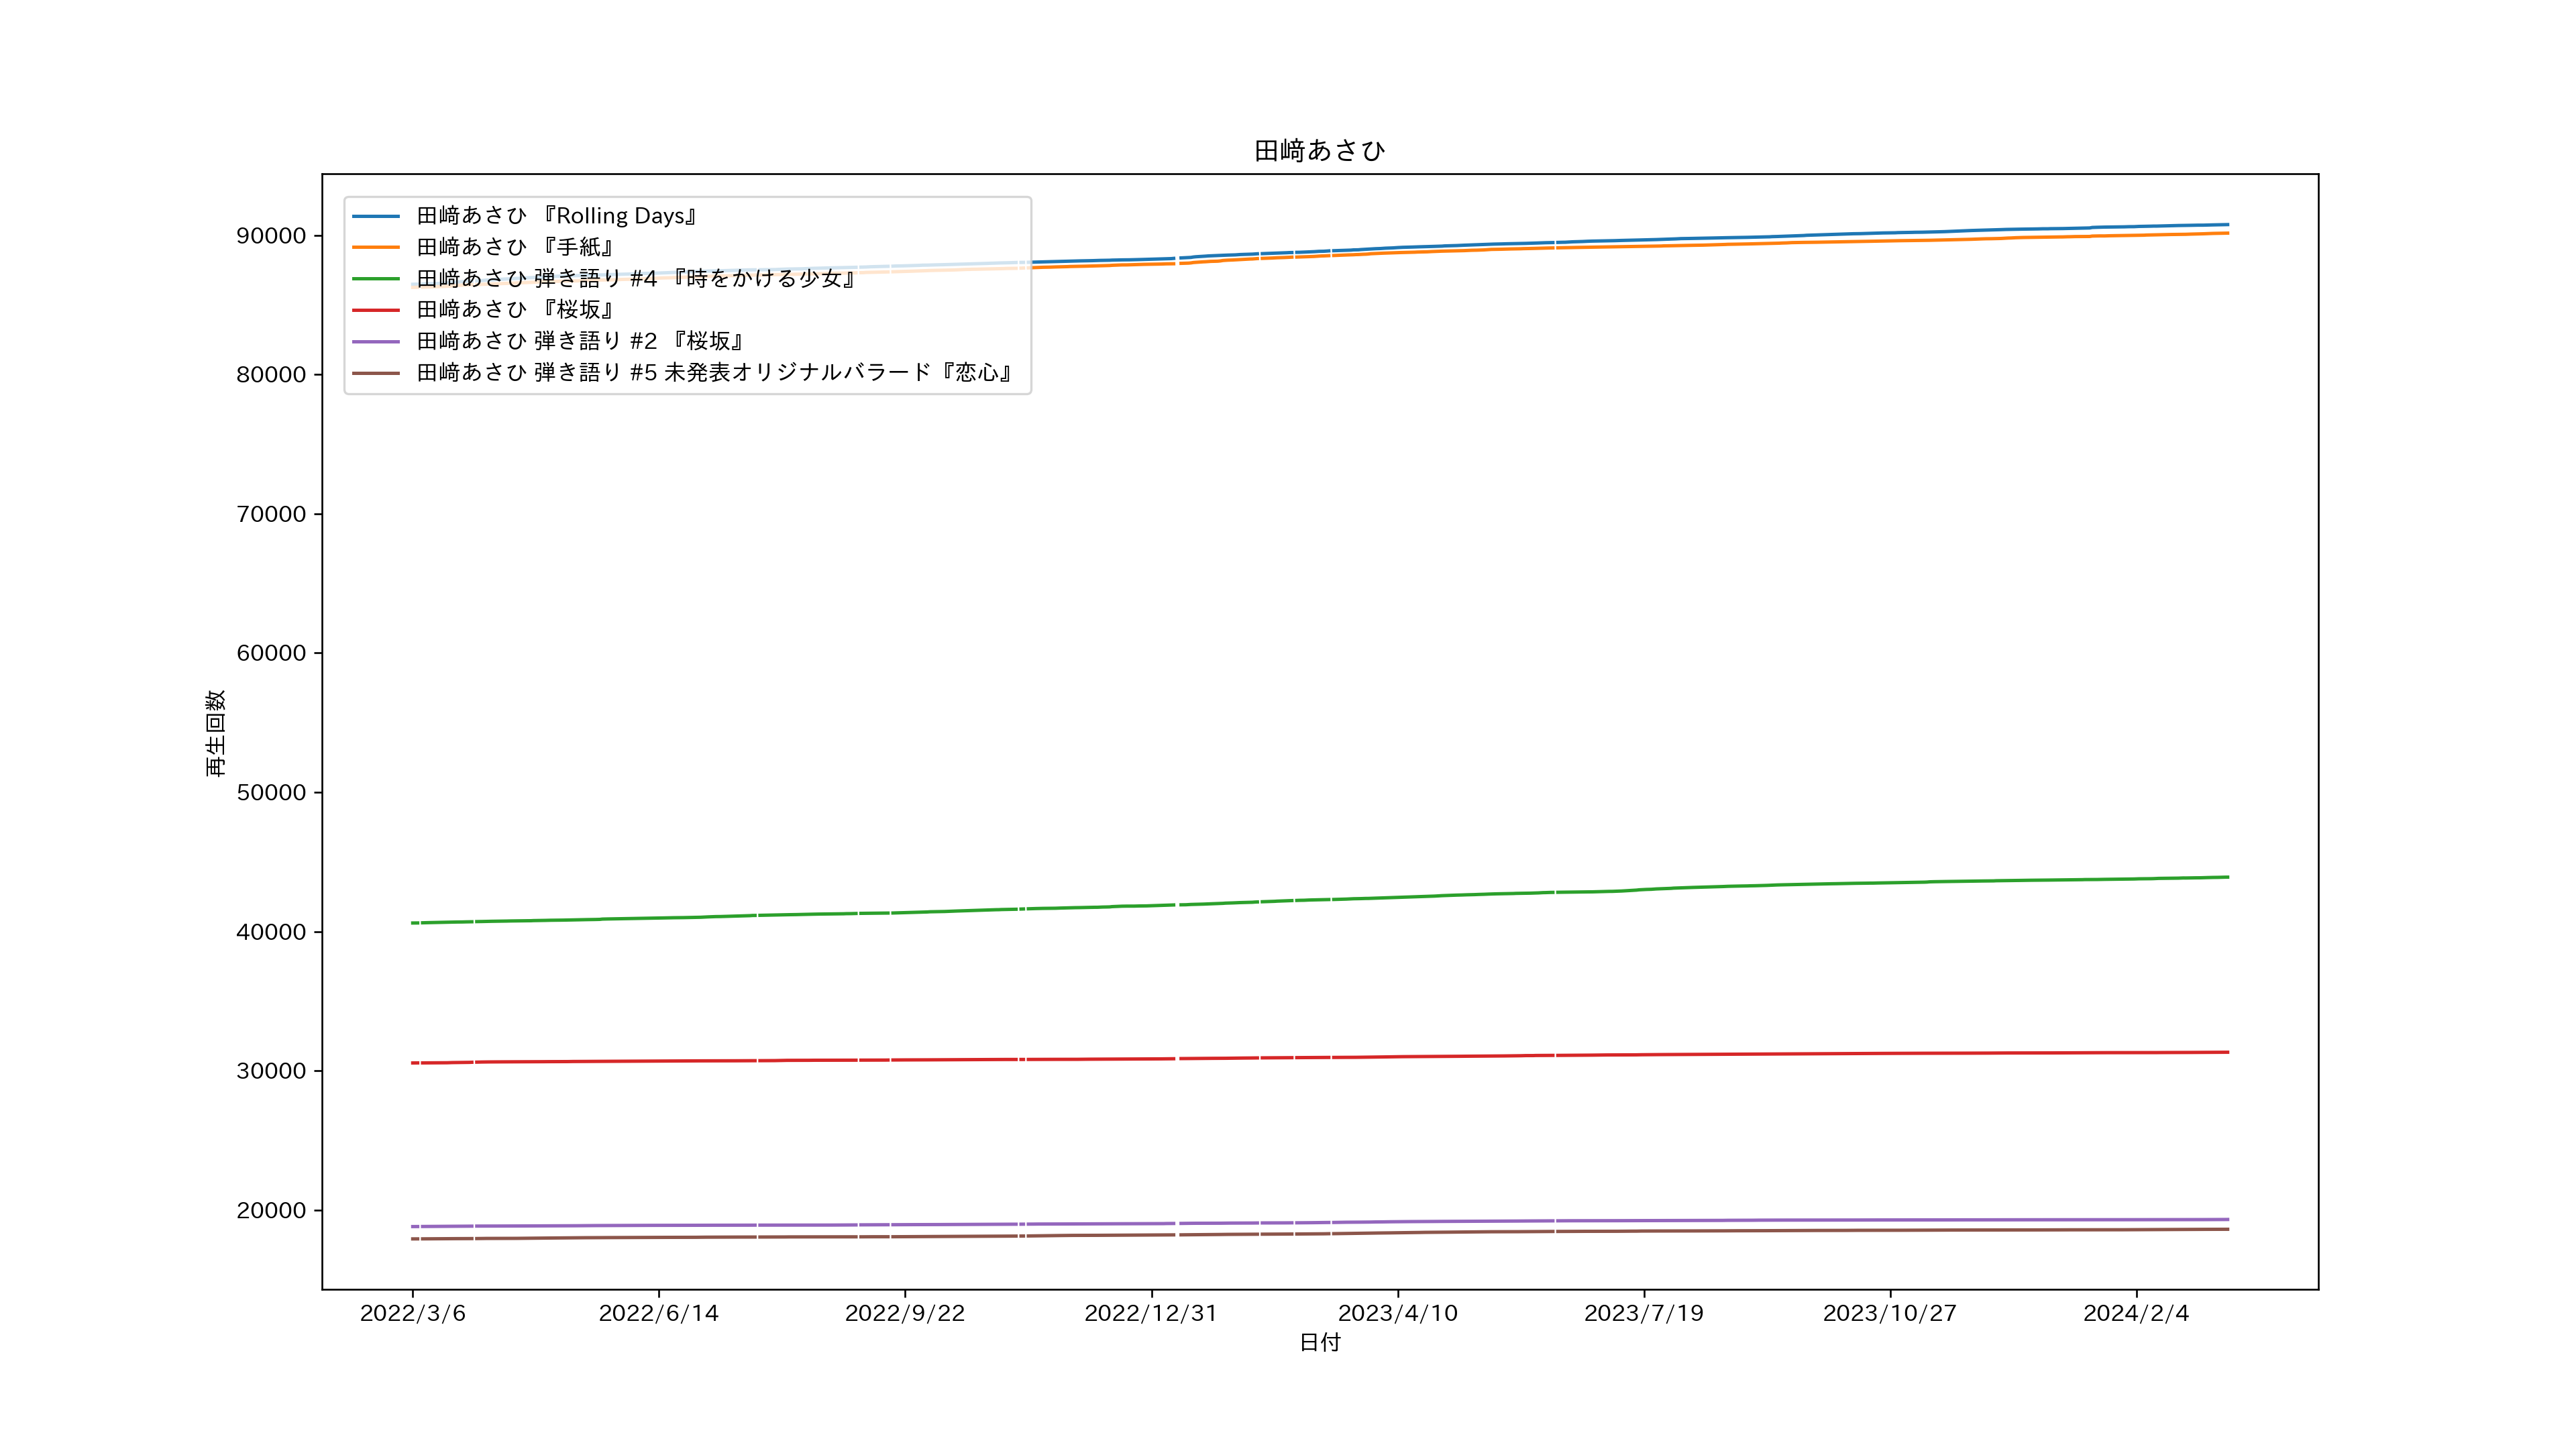 田﨑あさひ
田﨑あさひ 『Rolling Days』
田﨑あさひ 『手紙』
田﨑あさひ 弾き語り #4 『時をかける少女』
田﨑あさひ 『桜坂』
田﨑あさひ 弾き語り #2 『桜坂』
田﨑あさひ 弾き語り #5 未発表オリジナルバラード『恋心』
90000
80000
70000
60000
50000
40000
30000
20000
再生回数
2022/3/6 2022/6/14 2022/9/22 2022/12/31 2023/4/10 2023/7/19 2023/10/27 2024/2/4
日付